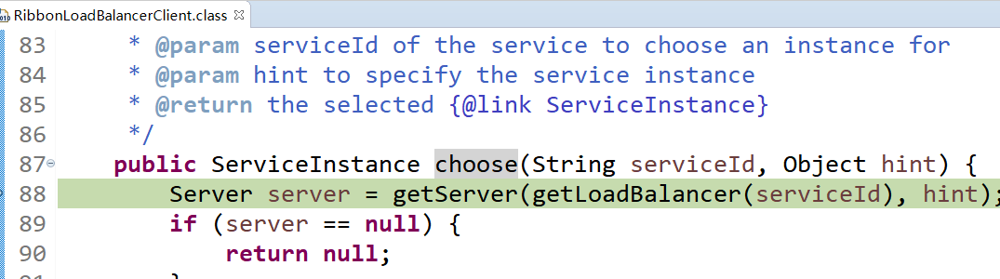 RibbonLoadBalancerClient.class
83 * @param serviceId of the service to choose an instance for
84 * @param hint to specify the service instance
85 * @return the selected {@link ServiceInstance}
86 */
87 public ServiceInstance choose(String serviceId, Object hint) {
88 Server server = getServer(getLoadBalancer(serviceId), hint);
89 if (server == null) {
90 return null;
}